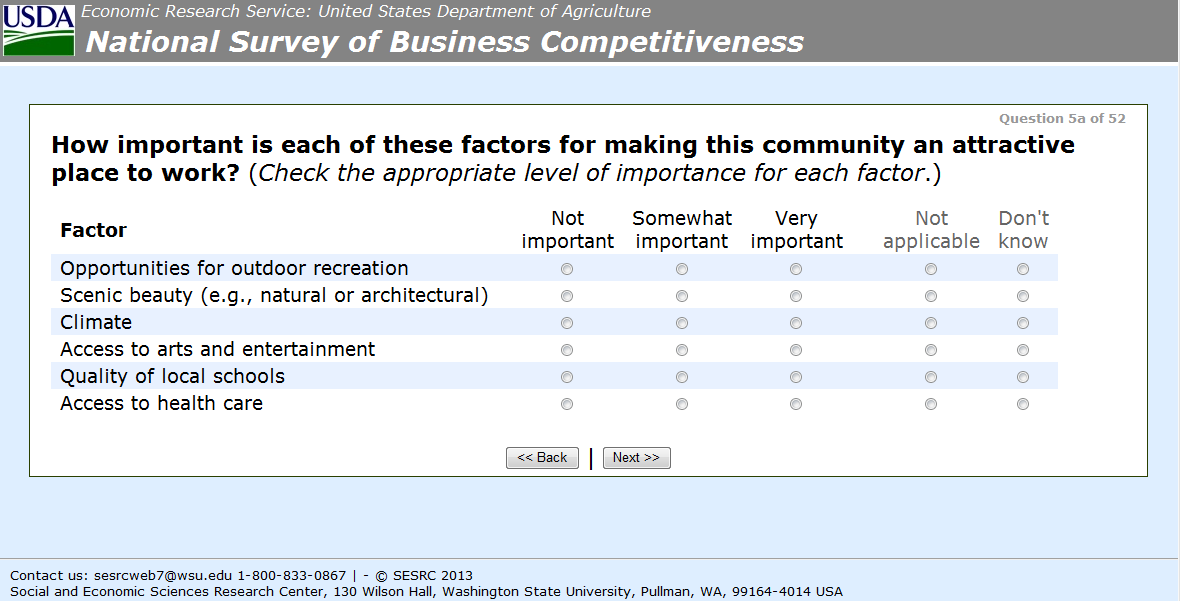 USDA
Economic Research Service: United States Department of Agriculture
National Survey of Business Competitiveness
Question 5a of 52
How important is each of these factors for making this community an attractive
place to work? (Check the appropriate level of importance for each factor.)
Factor
Not important
Somewhat important
Very important
Not applicable
Don't know
Opportunities for outdoor recreation
Scenic beauty (e.g., natural or architectural)
Climate
Access to arts and entertainment
Quality of local schools
Access to health care
<< Back | Next >>
Contact us: sesrcweb7@wsu.edu 1-800-833-0867 | - © SESRC 2013
Social and Economic Sciences Research Center, 130 Wilson Hall, Washington State University, Pullman, WA, 99164-4014 USA